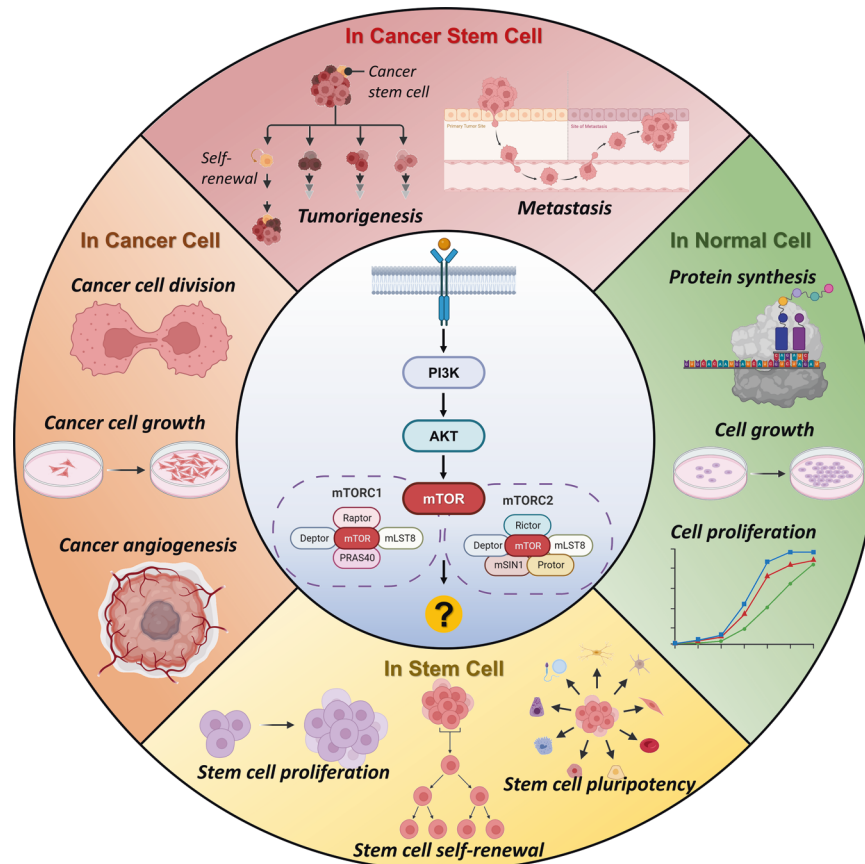 In Cancer Stem Cell
Cancer
stem cell
Self-
renewal
Tumorigenesis
Primary Tumor Site
Site of Metastasis
Metastasis
In Cancer Cell
Cancer cell division
Cancer cell growth
Cancer angiogenesis
PI3K
AKT
mTOR
mTORC1
Raptor
Deptor
mTOR
mLST8
PRAS40
mTORC2
Rictor
Deptor
mTOR
mLST8
mSIN1
Protor
?
In Normal Cell
Protein synthesis
Cell growth
Cell proliferation
In Stem Cell
Stem cell proliferation
Stem cell self-renewal
Stem cell pluripotency